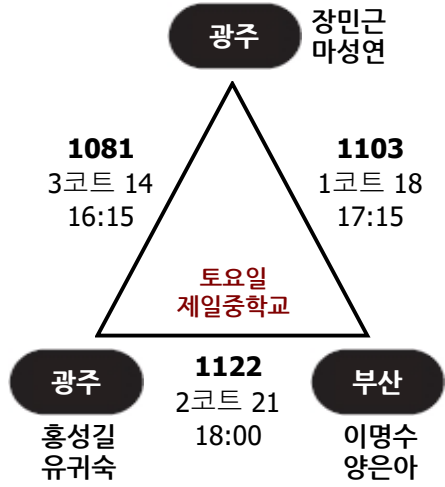 광주
장민근
마성연
1081
3코트 14
16:15
1103
1코트 18
17:15
토요일
제일중학교
광주
홍성길
유귀숙
1122
2코트 21
18:00
부산
이명수
양은아